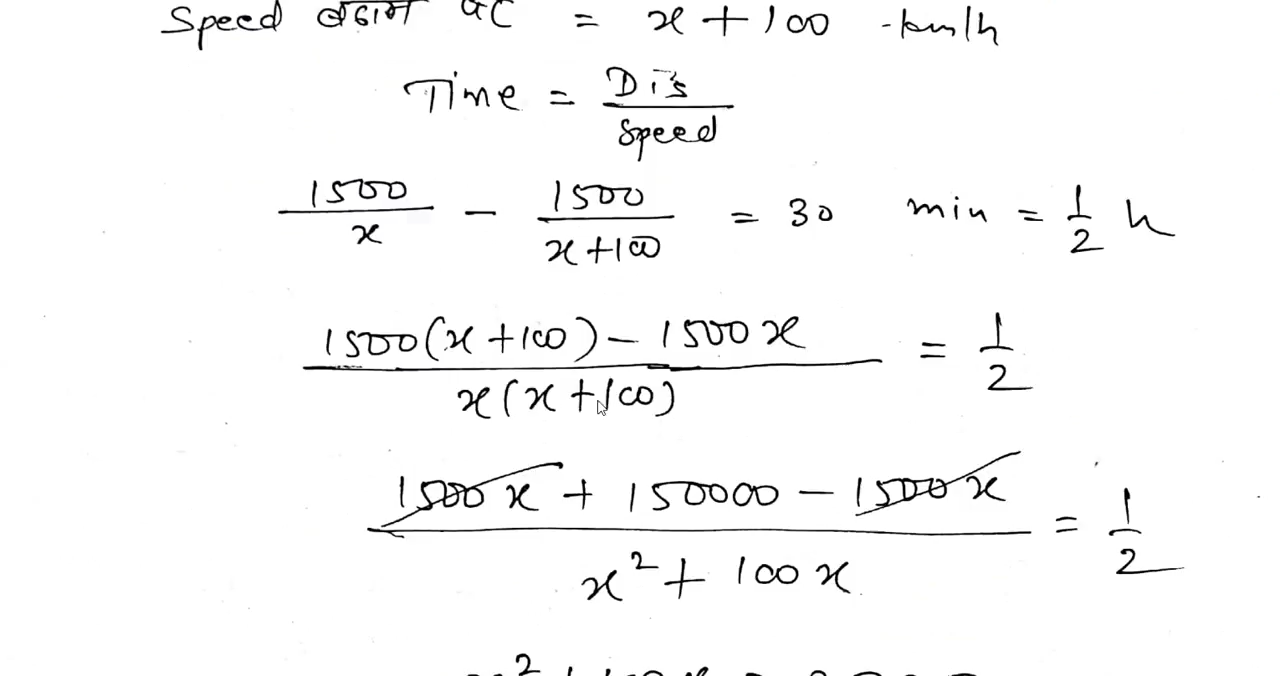 Speed बढ़ाने पर = x + 100 km/h
Time = Dis / Speed
1500/x - 1500/(x+100) = 30 min = 1/2 h
(1500(x+100) - 1500x) / (x(x+100)) = 1/2
(1500x + 150000 - 1500x) / (x² + 100x) = 1/2